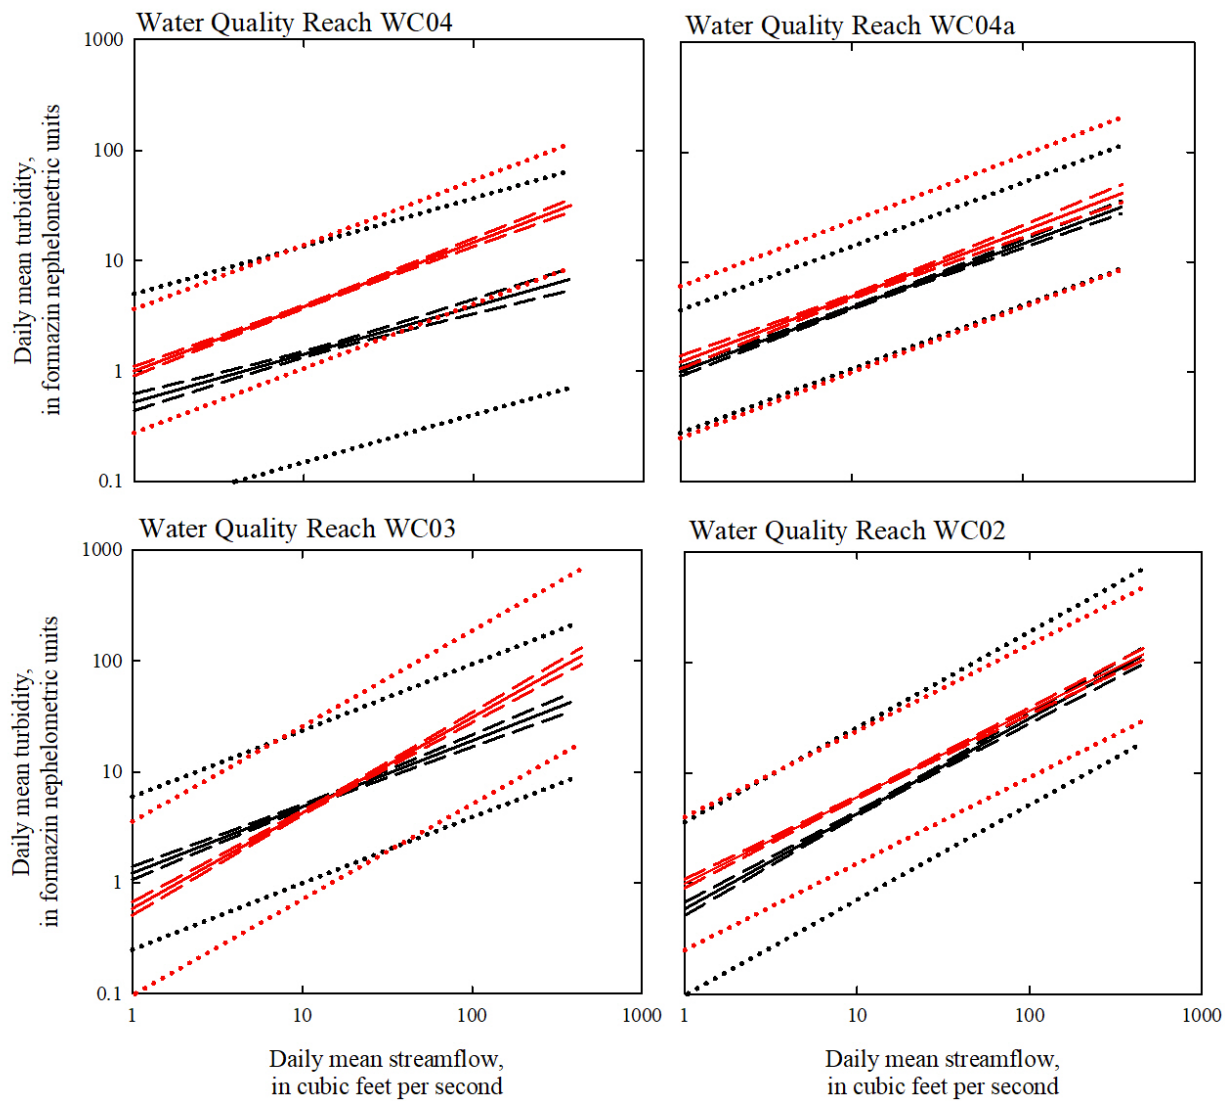 Water Quality Reach WC04
Water Quality Reach WC04a
1000
100
10
1
0.1
Daily mean turbidity,
in formazin nephelometric units
Water Quality Reach WC03
Water Quality Reach WC02
1000
100
10
1
0.1
Daily mean turbidity,
in formazin nephelometric units
1 10 100 1000
1 10 100 1000
Daily mean streamflow,
in cubic feet per second
Daily mean streamflow,
in cubic feet per second